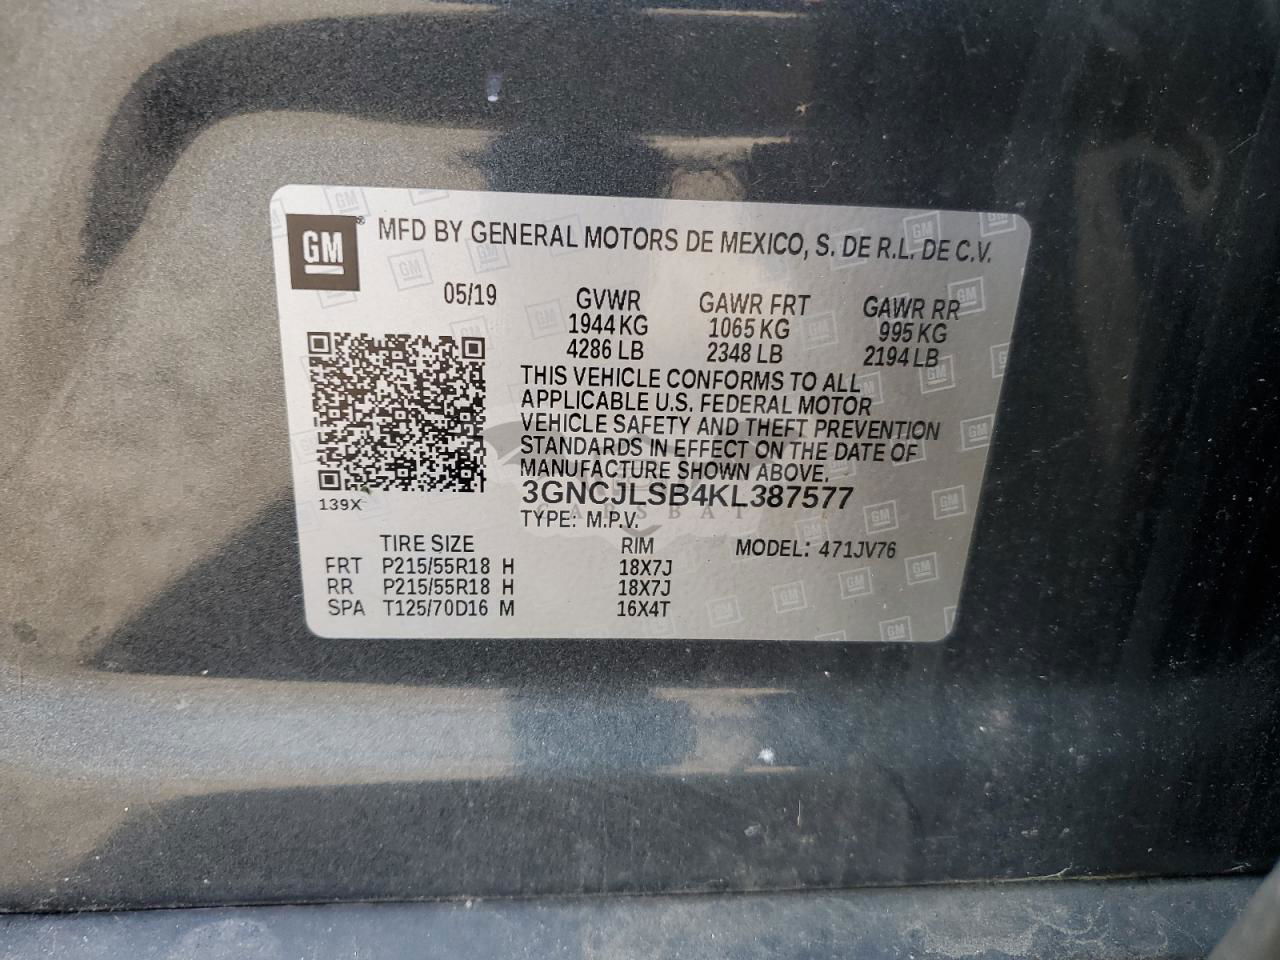 GM® MFD BY GENERAL MOTORS DE MEXICO, S. DE R.L. DE C.V.
05/19 GVWR GAWR FRT GAWR RR
1944 KG 1065 KG 995 KG
4286 LB 2348 LB 2194 LB
THIS VEHICLE CONFORMS TO ALL
APPLICABLE U.S. FEDERAL MOTOR
VEHICLE SAFETY AND THEFT PREVENTION
STANDARDS IN EFFECT ON THE DATE OF
MANUFACTURE SHOWN ABOVE.
139X 3GNCJLSB4KL387577
TYPE: M.P.V.
TIRE SIZE RIM MODEL: 471JV76
FRT P215/55R18 H 18X7J
RR P215/55R18 H 18X7J
SPA T125/70D16 M 16X4T